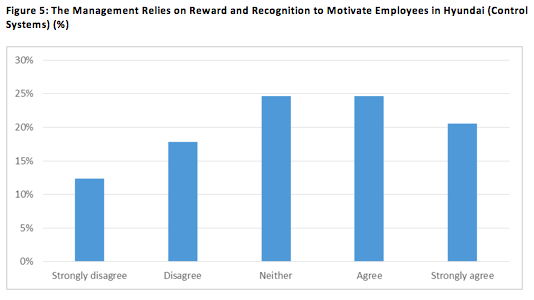 Figure 5: The Management Relies on Reward and Recognition to Motivate Employees in Hyundai (Control
Systems) (%)
30%
25%
20%
15%
10%
5%
0%
Strongly disagree Disagree Neither Agree Strongly agree